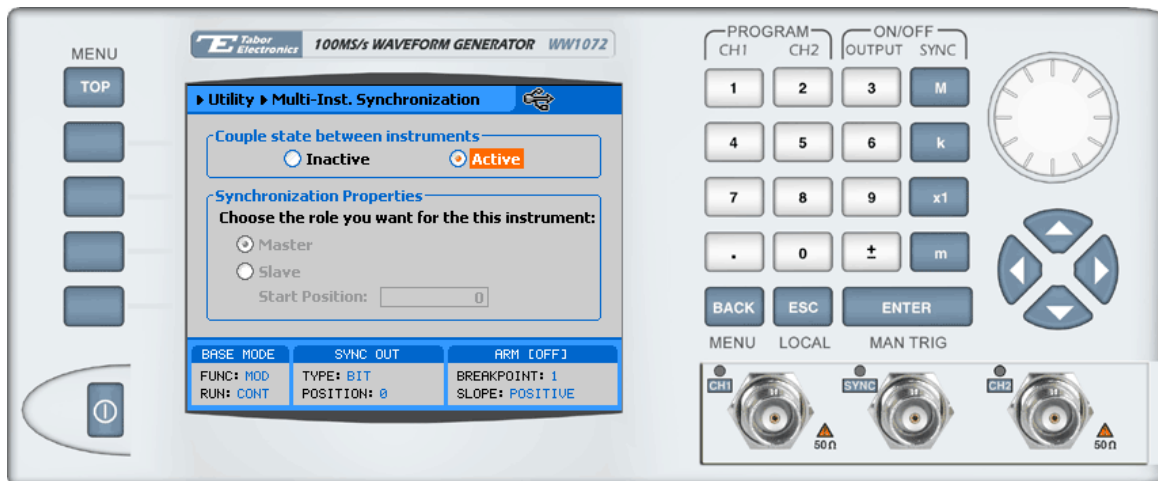 MENU
TOP
TE Tabor Electronics 100MS/s WAVEFORM GENERATOR WW1072
Utility Multi-Inst. Synchronization
Couple state between instruments
Inactive Active
Synchronization Properties
Choose the role you want for the this instrument:
Master
Slave
Start Position: 0
BASE MODE SYNC OUT ARM [OFF]
FUNC: MOD TYPE: BIT BREAKPOINT: 1
RUN: CONT POSITION: 0 SLOPE: POSITIVE
PROGRAM ON/OFF
CH1 CH2 OUTPUT SYNC
1 2 3 M
4 5 6 k
7 8 9 x1
. 0 ± m
BACK ESC ENTER
MENU LOCAL MAN TRIG
CH1 SYNC CH2
50Ω 50Ω